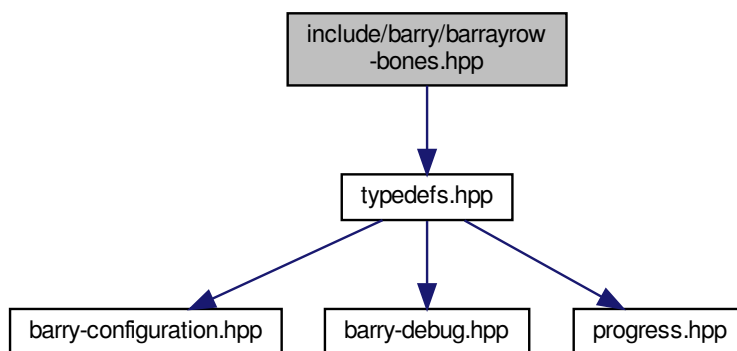 include/barry/barrayrow
-bones.hpp
typedefs.hpp
barry-configuration.hpp
barry-debug.hpp
progress.hpp